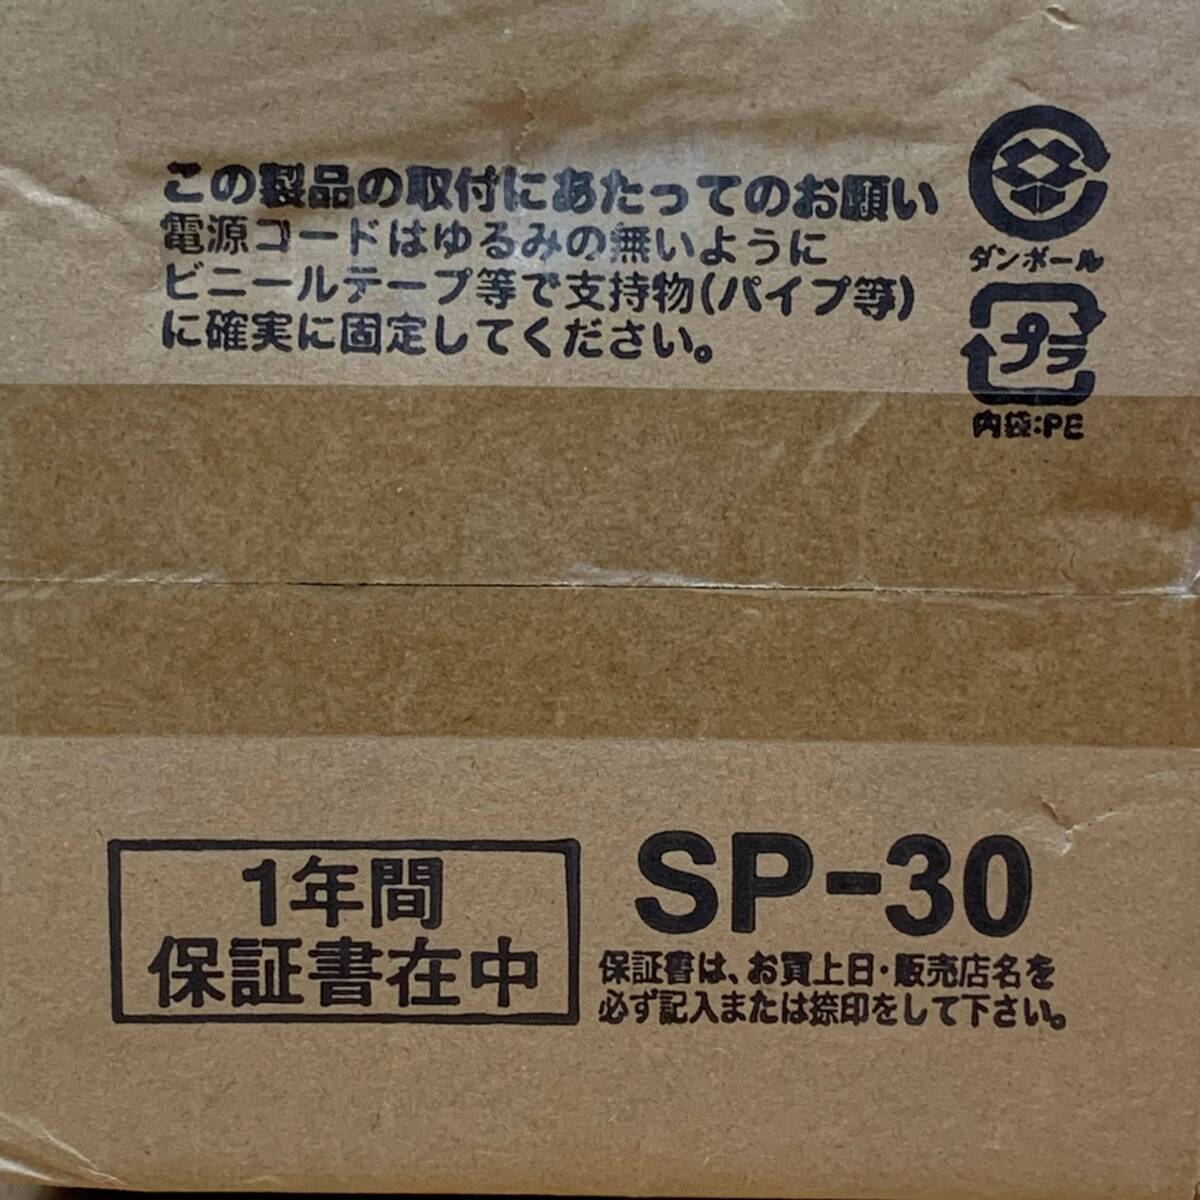 この製品の取付にあたってのお願い
電源コードはゆるみの無いように
ビニールテープ等で支持物(パイプ等)
に確実に固定してください。
ダンボール
プラ
内袋:PE
1年間
保証書在中
SP-30
保証書は、お買上日・販売店名を
必ず記入または捺印をして下さい。